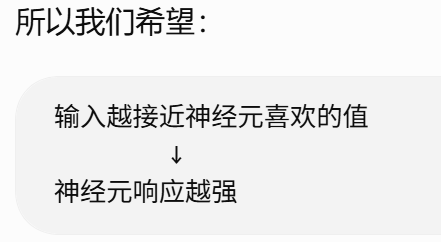 所以我们希望：
输入越接近神经元喜欢的值
↓
神经元响应越强